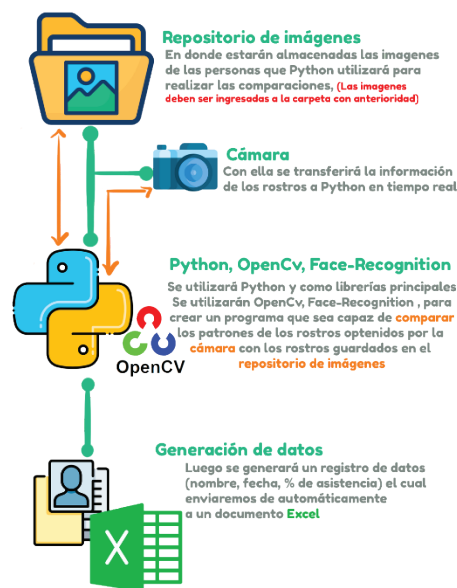 Repositorio de imágenes
En donde estarán almacenadas las imagenes
de las personas que Python utilizará para
realizar las comparaciones, (Las imagenes
deben ser ingresadas a la carpeta con anterioridad)
Cámara
Con ella se transferirá la información
de los rostros a Python en tiempo real
Python, OpenCv, Face-Recognition
Se utilizará Python y como librerías principales
Se utilizarán OpenCv, Face-Recognition , para
crear un programa que sea capaz de comparar
los patrones de los rostros optenidos por la
cámara con los rostros guardados en el
repositorio de imágenes
OpenCV
Generación de datos
Luego se generará un registro de datos
(nombre, fecha, % de asistencia) el cual
enviaremos de automáticamente
a un documento Excel
X